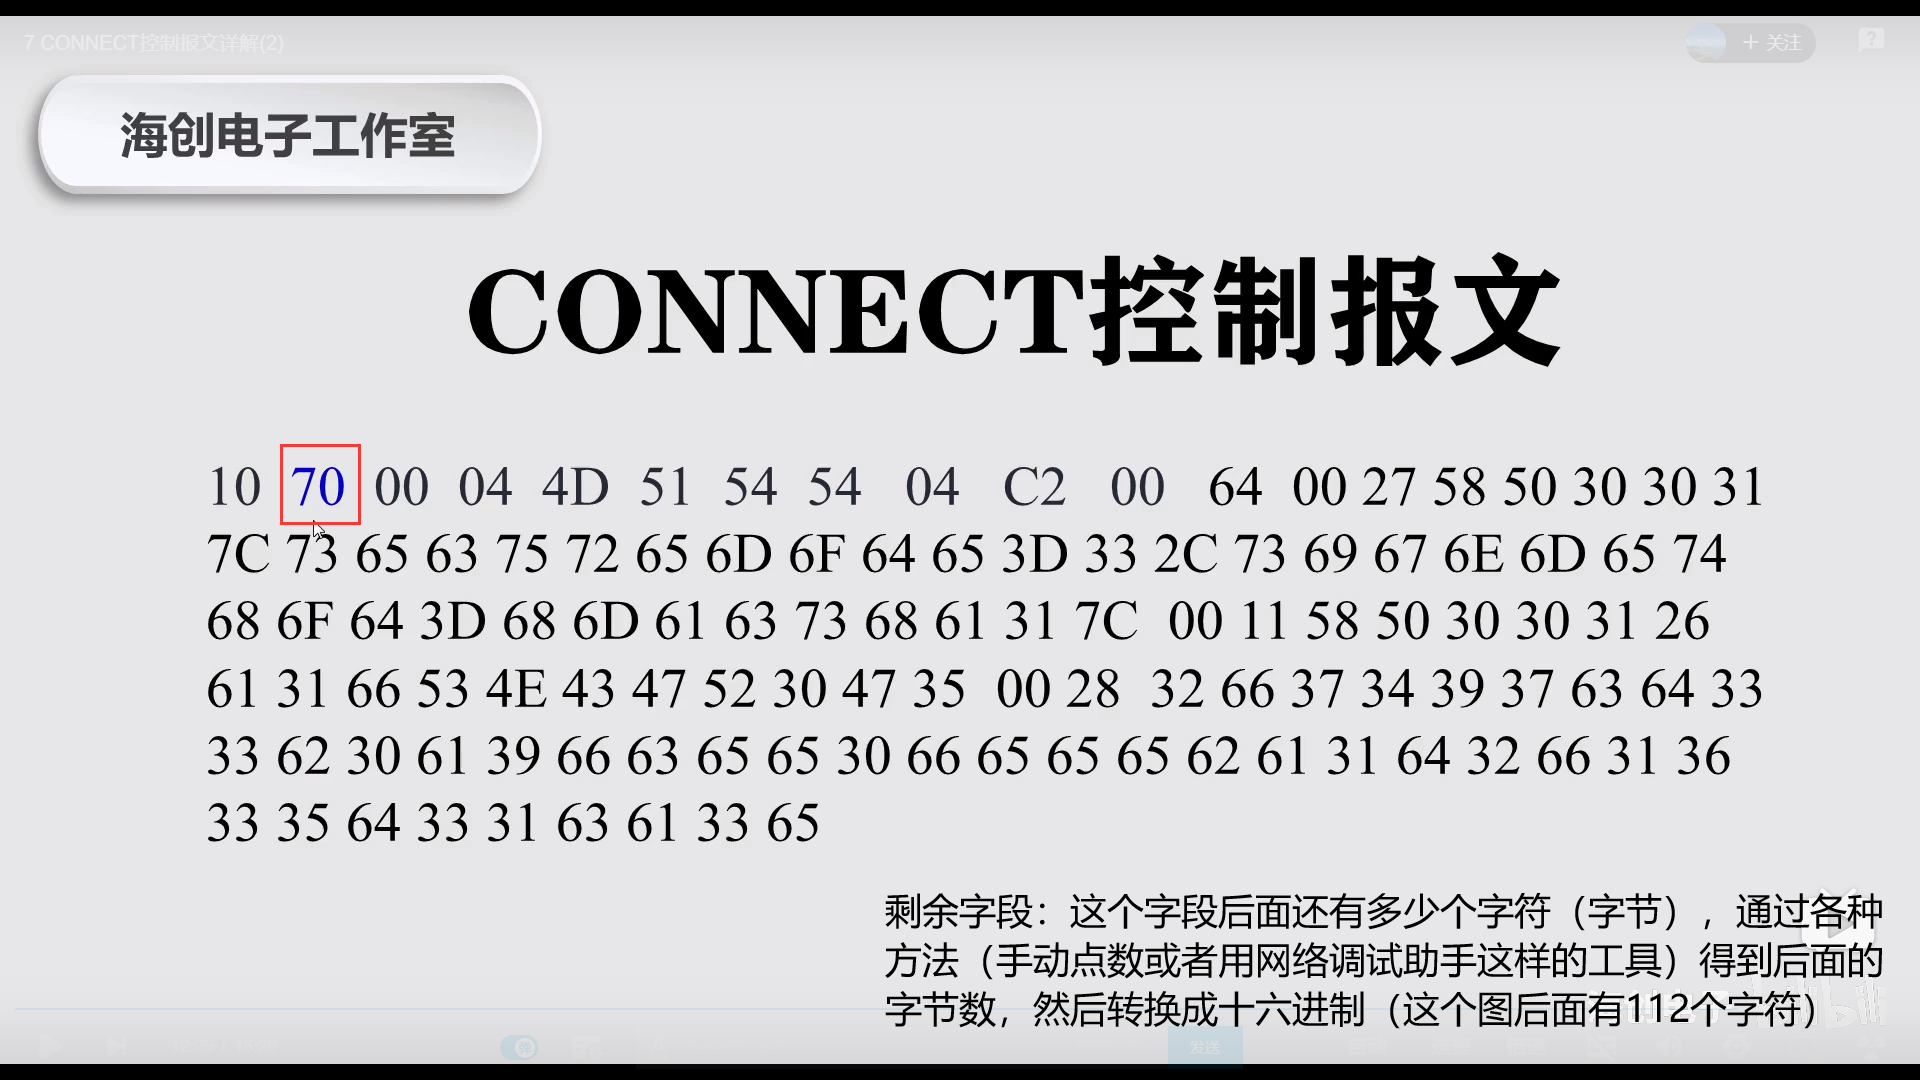 7 CONNECT控制报文详解(2)
+ 关注
海创电子工作室
CONNECT控制报文
10 70 00 04 4D 51 54 54 04 C2 00 64 00 27 58 50 30 30 31
7C 73 65 63 75 72 65 6D 6F 64 65 3D 33 2C 73 69 67 6E 6D 65 74
68 6F 64 3D 68 6D 61 63 73 68 61 31 7C 00 11 58 50 30 30 31 26
61 31 66 53 4E 43 47 52 30 47 35 00 28 32 66 37 34 39 37 63 64 33
33 62 30 61 39 66 63 65 65 30 66 65 65 65 62 61 31 64 32 66 31 36
33 35 64 33 31 63 61 33 65
剩余字段：这个字段后面还有多少个字符（字节），通过各种
方法（手动点数或者用网络调试助手这样的工具）得到后面的
字节数，然后转换成十六进制（这个图后面有112个字符）
弹
发送